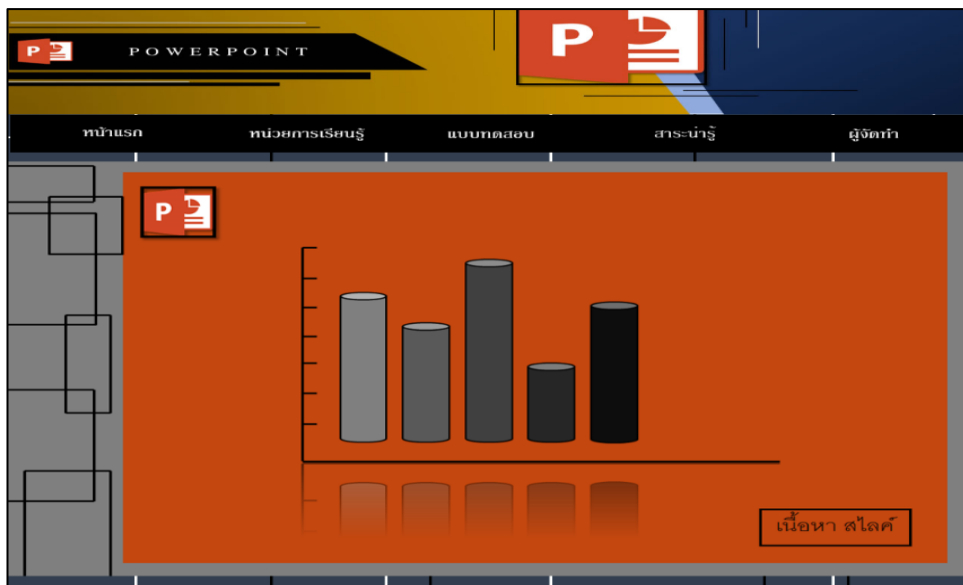 P
P POWERPOINT
หน้าแรก หน่วยการเรียนรู้ แบบทดสอบ สาระน่ารู้ ผู้จัดทำ
P
เนื้อหา สไลค์